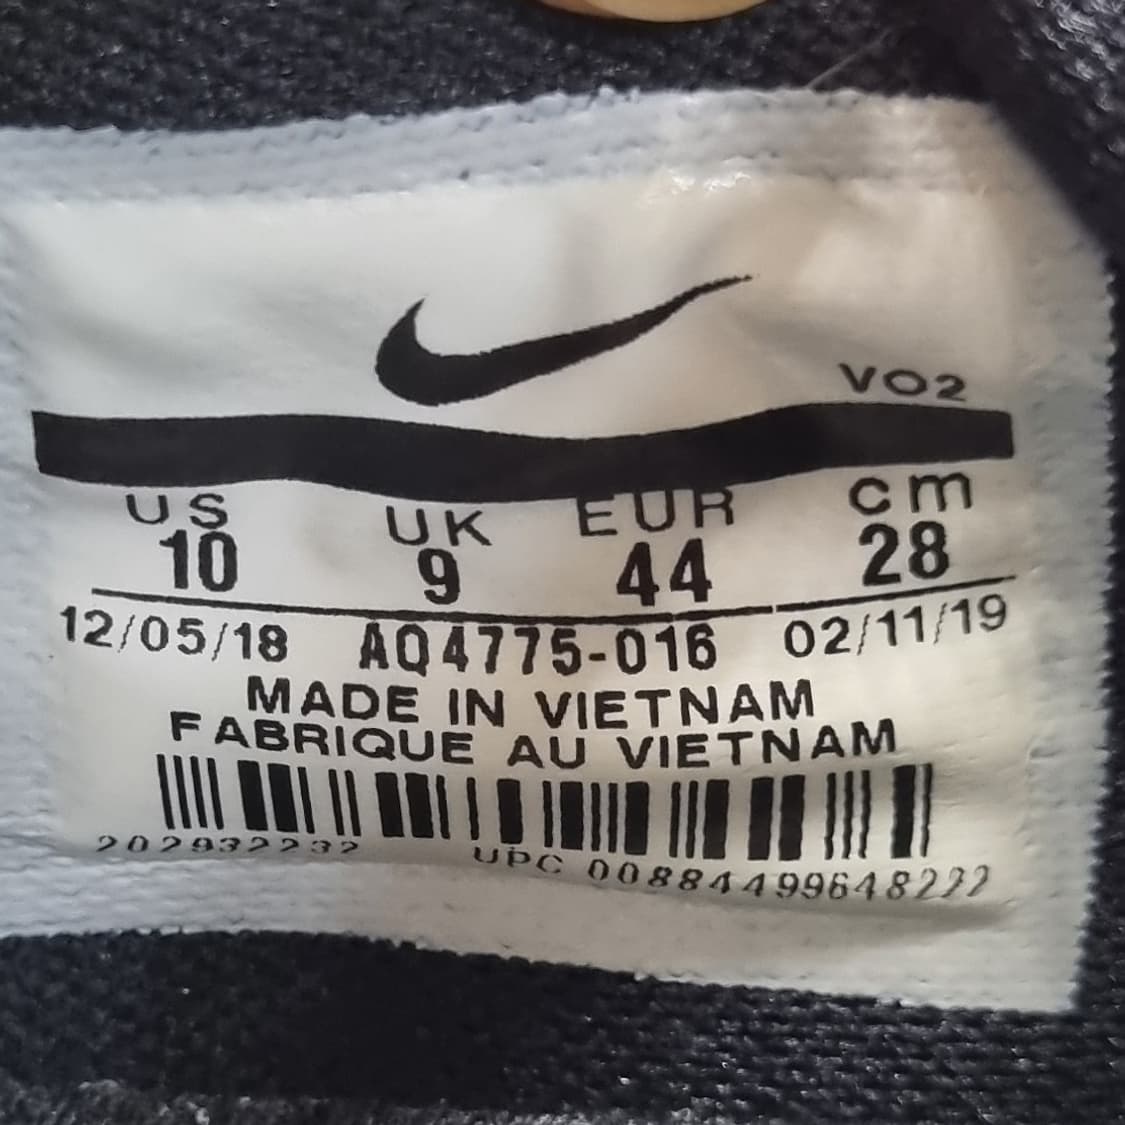 VO2
US UK EUR cm
10 9 44 28
12/05/18 AQ4775-016 02/11/19
MADE IN VIETNAM
FABRIQUE AU VIETNAM
202932232 UPC 00884499648222